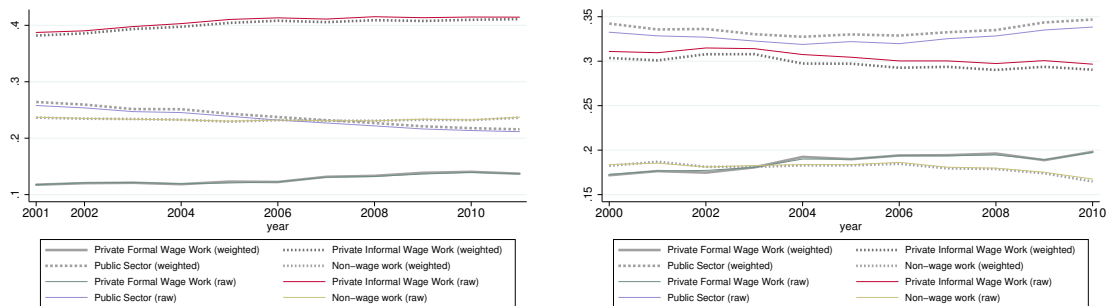 .4
.3
.2
.1
2001 2002 2004 2006 2008 2010
year
Private Formal Wage Work (weighted) Private Informal Wage Work (weighted)
Public Sector (weighted) Non-wage work (weighted)
Private Formal Wage Work (raw) Private Informal Wage Work (raw)
Public Sector (raw) Non-wage work (raw)
.35
.3
.25
.2
.15
2000 2002 2004 2006 2008 2010
year
Private Formal Wage Work (weighted) Private Informal Wage Work (weighted)
Public Sector (weighted) Non-wage work (weighted)
Private Formal Wage Work (raw) Private Informal Wage Work (raw)
Public Sector (raw) Non-wage work (raw)